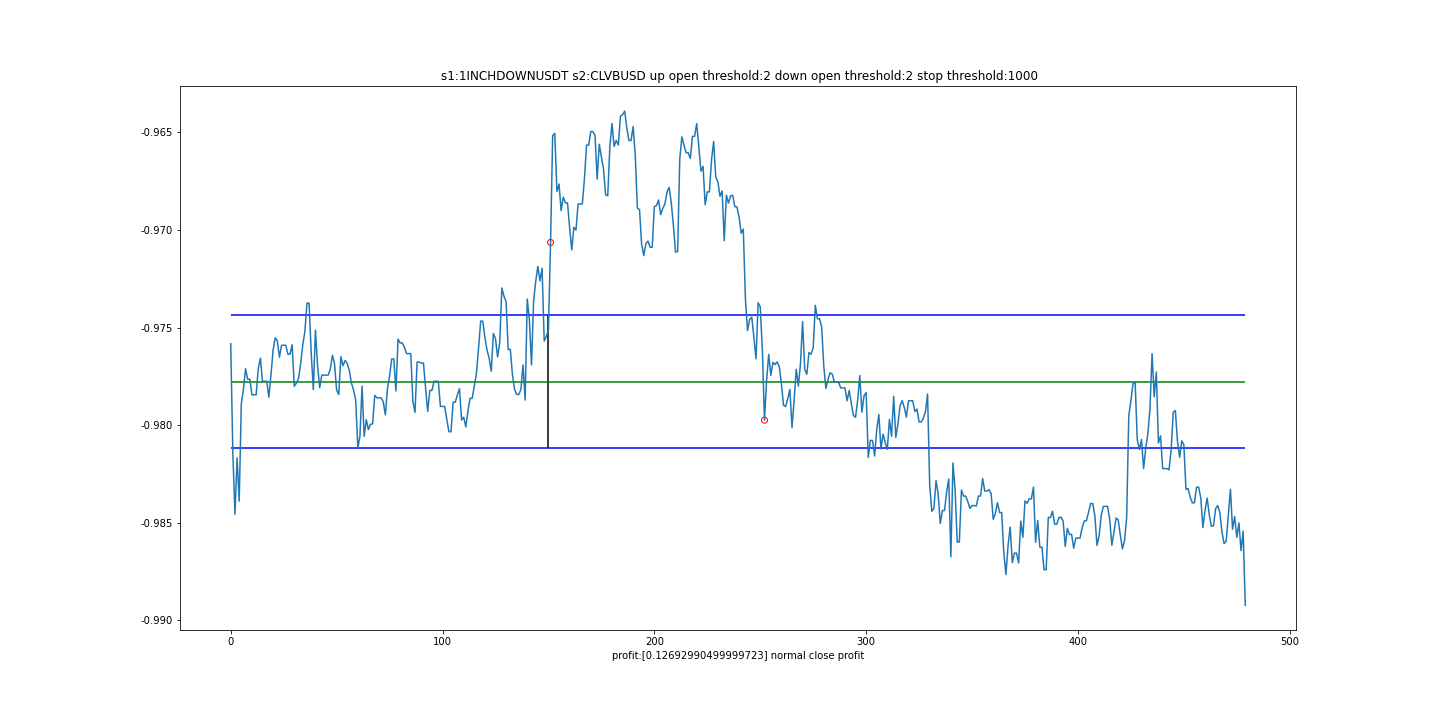 s1:1INCHDOWNUSDT s2:CLVBUSD up open threshold:2 down open threshold:2 stop threshold:1000
-0.965
-0.970
-0.975
-0.980
-0.985
-0.990
0 100 200 300 400 500
profit:[0.12692990499999723] normal close profit